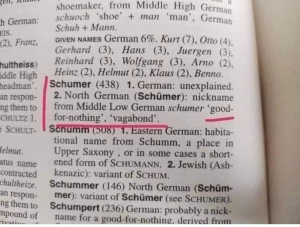 shoemaker, from Middle High German
schuoch 'shoe' + man 'man', German
Schuh + Mann.
GIVEN NAMES German 6%. Kurt (7), Otto (4),
Gerhard (3), Hans (3), Juergen (3),
Reinhard (3), Wolfgang (3), Arno (2),
Heinz (2), Helmut (2), Klaus (2), Benno.
Schumer (438) 1. German: unexplained.
2. North German (Schümer): nickname
from Middle Low German schumer 'good-
for-nothing', 'vagabond'.
Schumm (508) 1. Eastern German: habita-
tional name from Schumm, a place in
Upper Saxony, or in some cases a short-
ened form of SCHUMANN. 2. Jewish (Ash-
kenazic): variant of SCHUM.
Schummer (146) North German (Schüm-
mer): variant of Schümer (see SCHUMER).
Schumpert (236) German: probably a nick-
name for a good-for-nothing, derived from
German:
EIS.
(2), Franz,
hultheiss)
iddle High
headman'.
an respon-
ng them to
CHULTZ 1.
SCHULT-
Helmut.
atus name
contracted
chultheize.
an respon-
ng them to
mpound of